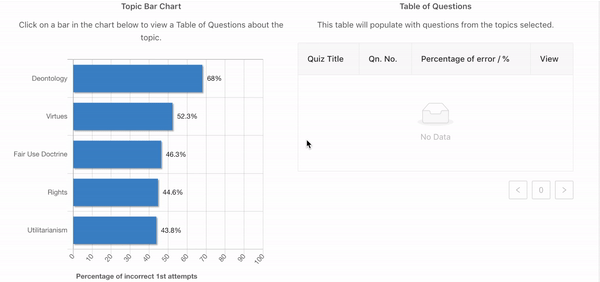 Topic Bar Chart
Click on a bar in the chart below to view a Table of Questions about the
topic.
Deontology
68%
Virtues
52.3%
Fair Use Doctrine
46.3%
Rights
44.6%
Utilitarianism
43.8%
0 10 20 30 40 50 60 70 80 90 100
Percentage of incorrect 1st attempts
Table of Questions
This table will populate with questions from the topics selected.
Quiz Title Qn. No. Percentage of error / % View
No Data
< 0 >